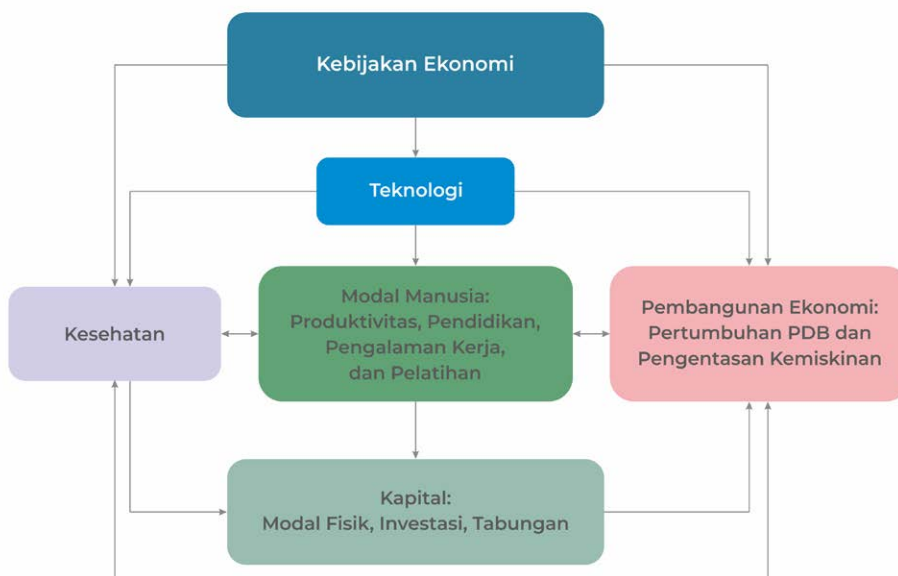 Kebijakan Ekonomi
Teknologi
Kesehatan
Modal Manusia:
Produktivitas, Pendidikan,
Pengalaman Kerja,
dan Pelatihan
Pembangunan Ekonomi:
Pertumbuhan PDB dan
Pengentasan Kemiskinan
Kapital:
Modal Fisik, Investasi, Tabungan